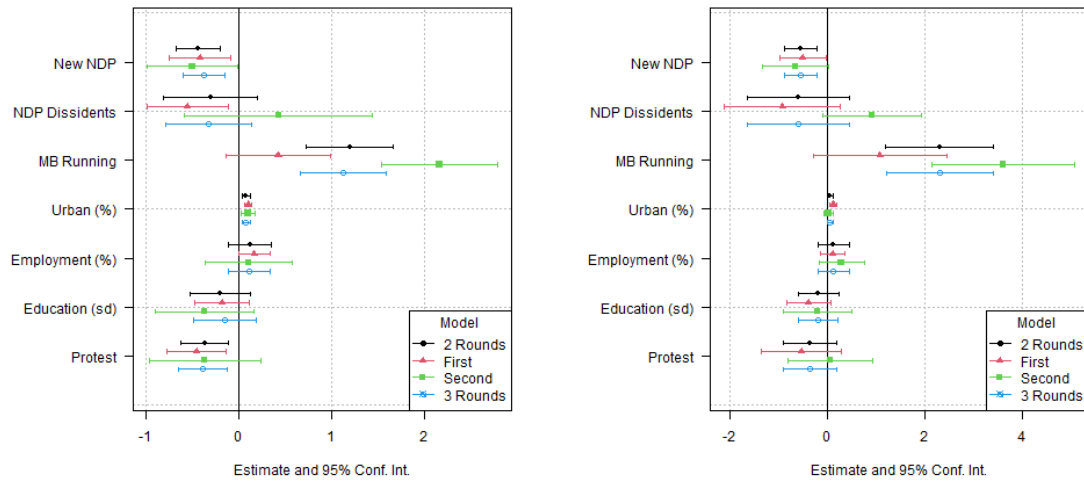 New NDP
NDP Dissidents
MB Running
Urban (%)
Employment (%)
Education (sd)
Protest
Model
2 Rounds
First
Second
3 Rounds
-1
0
1
2
Estimate and 95% Conf. Int.
New NDP
NDP Dissidents
MB Running
Urban (%)
Employment (%)
Education (sd)
Protest
Model
2 Rounds
First
Second
3 Rounds
-2
0
2
4
Estimate and 95% Conf. Int.